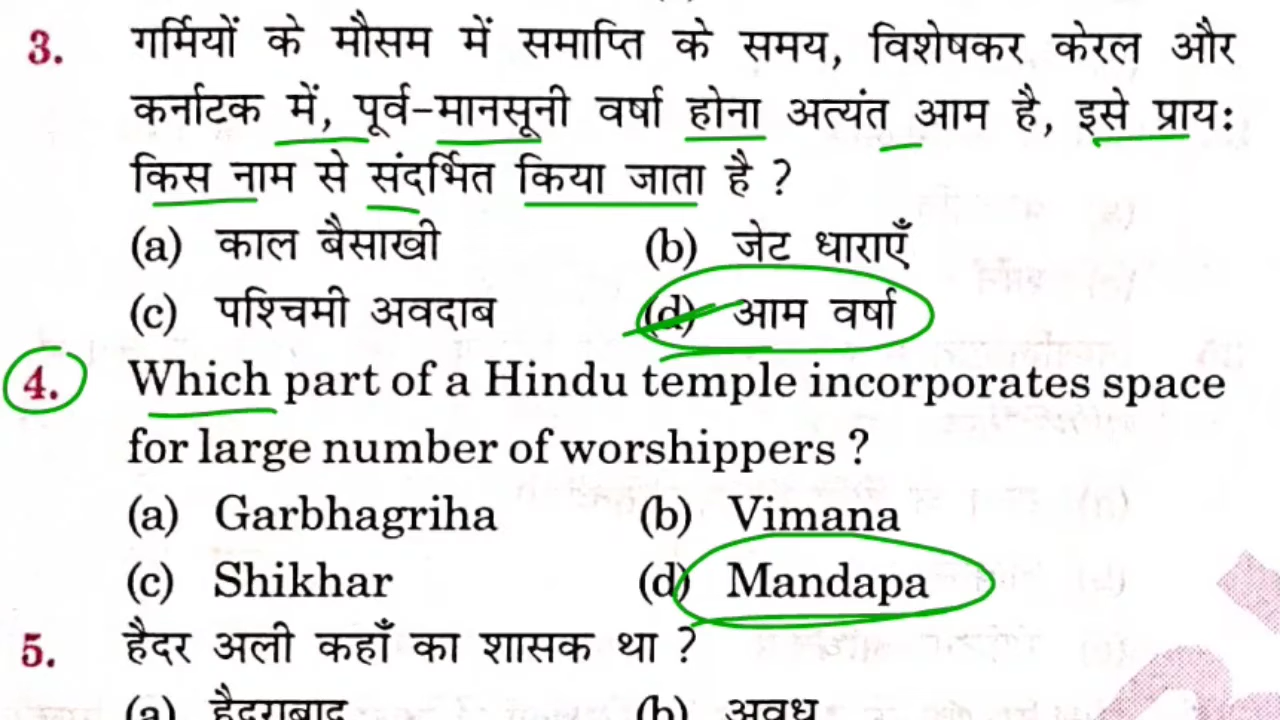 3. गर्मियों के मौसम में समाप्ति के समय, विशेषकर केरल और
कर्नाटक में, पूर्व-मानसूनी वर्षा होना अत्यंत आम है, इसे प्राय:
किस नाम से संदर्भित किया जाता है ?
(a) काल बैसाखी (b) जेट धाराएँ
(c) पश्चिमी अवदाब (d) आम वर्षा
4. Which part of a Hindu temple incorporates space
for large number of worshippers ?
(a) Garbhagriha (b) Vimana
(c) Shikhar (d) Mandapa
5. हैदर अली कहाँ का शासक था ?
(a) हैदराबाद (b) अवध